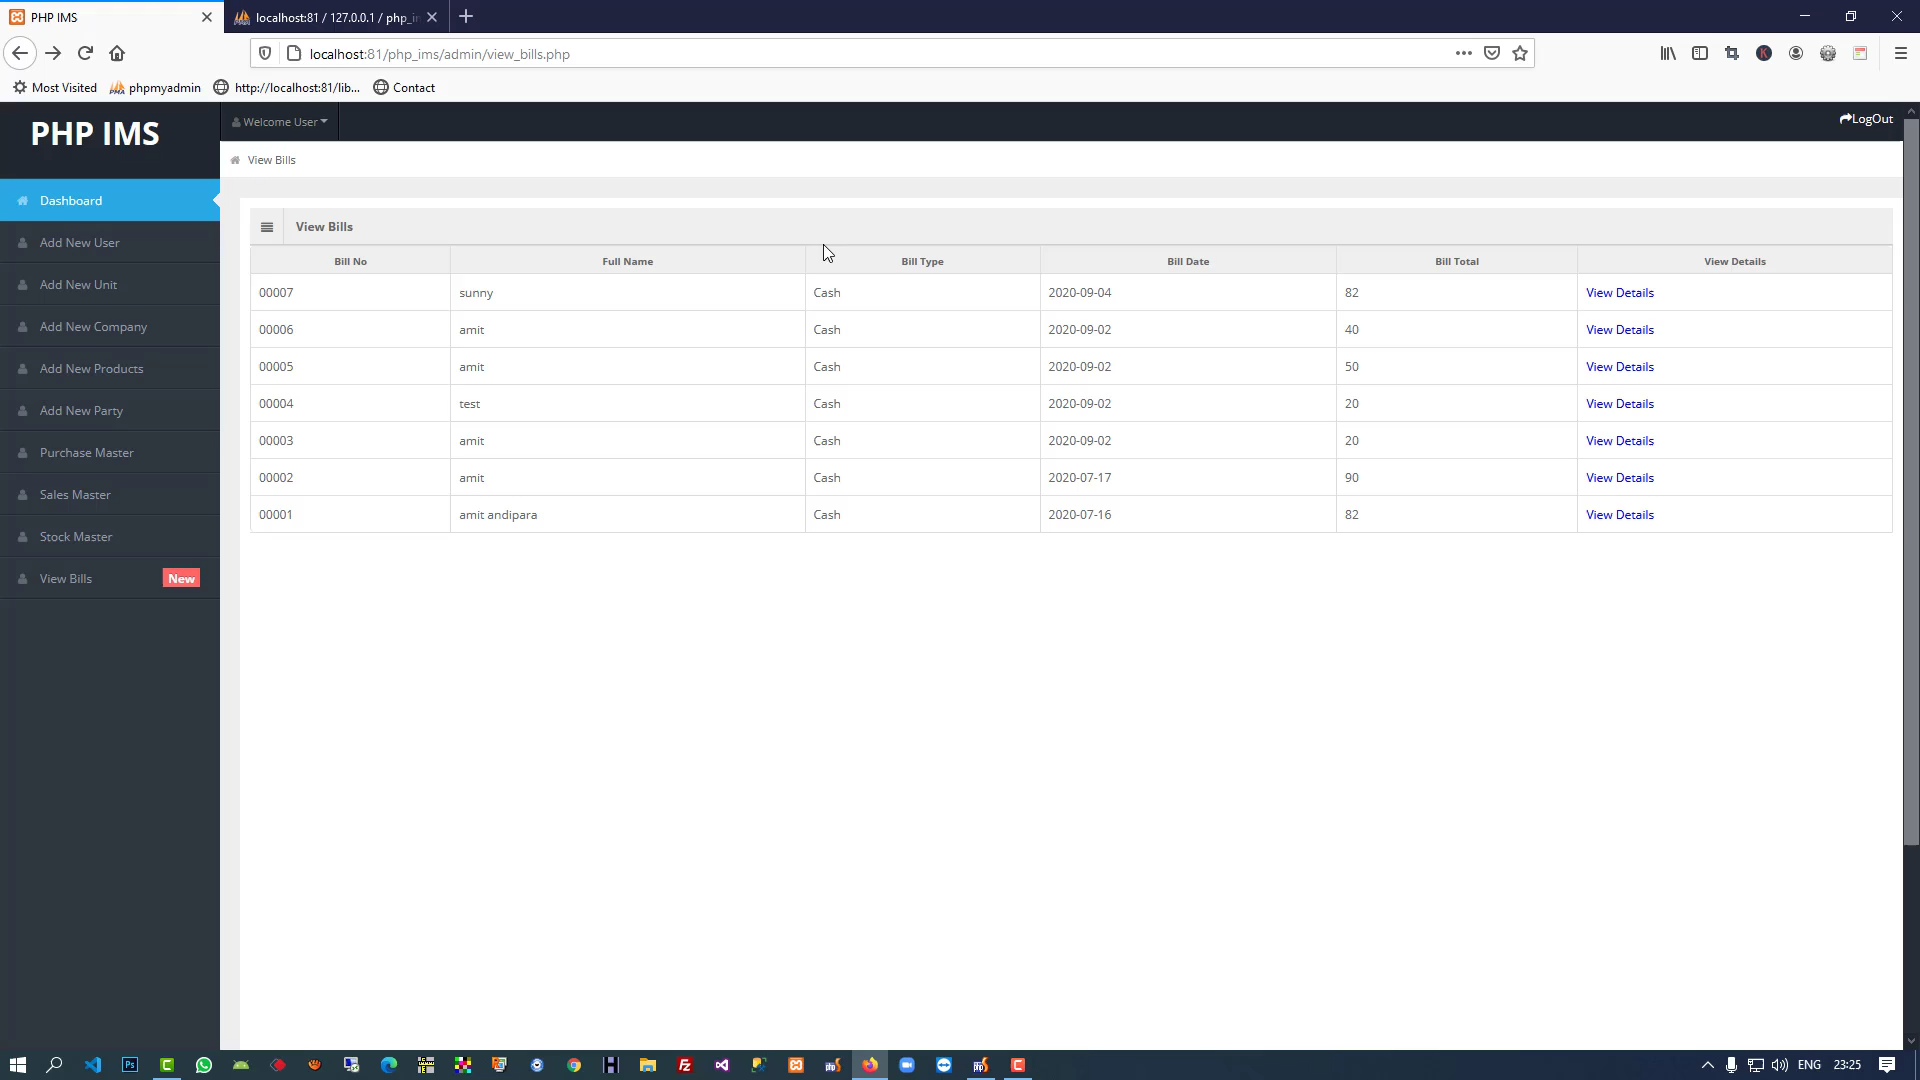 PHP IMS
localhost:81 / 127.0.0.1 / php_i
localhost:81/php_ims/admin/view_bills.php
Most Visited phpmyadmin http://localhost:81/lib... Contact
PHP IMS
Welcome User
LogOut
View Bills
Dashboard
Add New User
Add New Unit
Add New Company
Add New Products
Add New Party
Purchase Master
Sales Master
Stock Master
View Bills New
View Bills
Bill No Full Name Bill Type Bill Date Bill Total View Details
00007 sunny Cash 2020-09-04 82 View Details
00006 amit Cash 2020-09-02 40 View Details
00005 amit Cash 2020-09-02 50 View Details
00004 test Cash 2020-09-02 20 View Details
00003 amit Cash 2020-09-02 20 View Details
00002 amit Cash 2020-07-17 90 View Details
00001 amit andipara Cash 2020-07-16 82 View Details
ENG 23:25